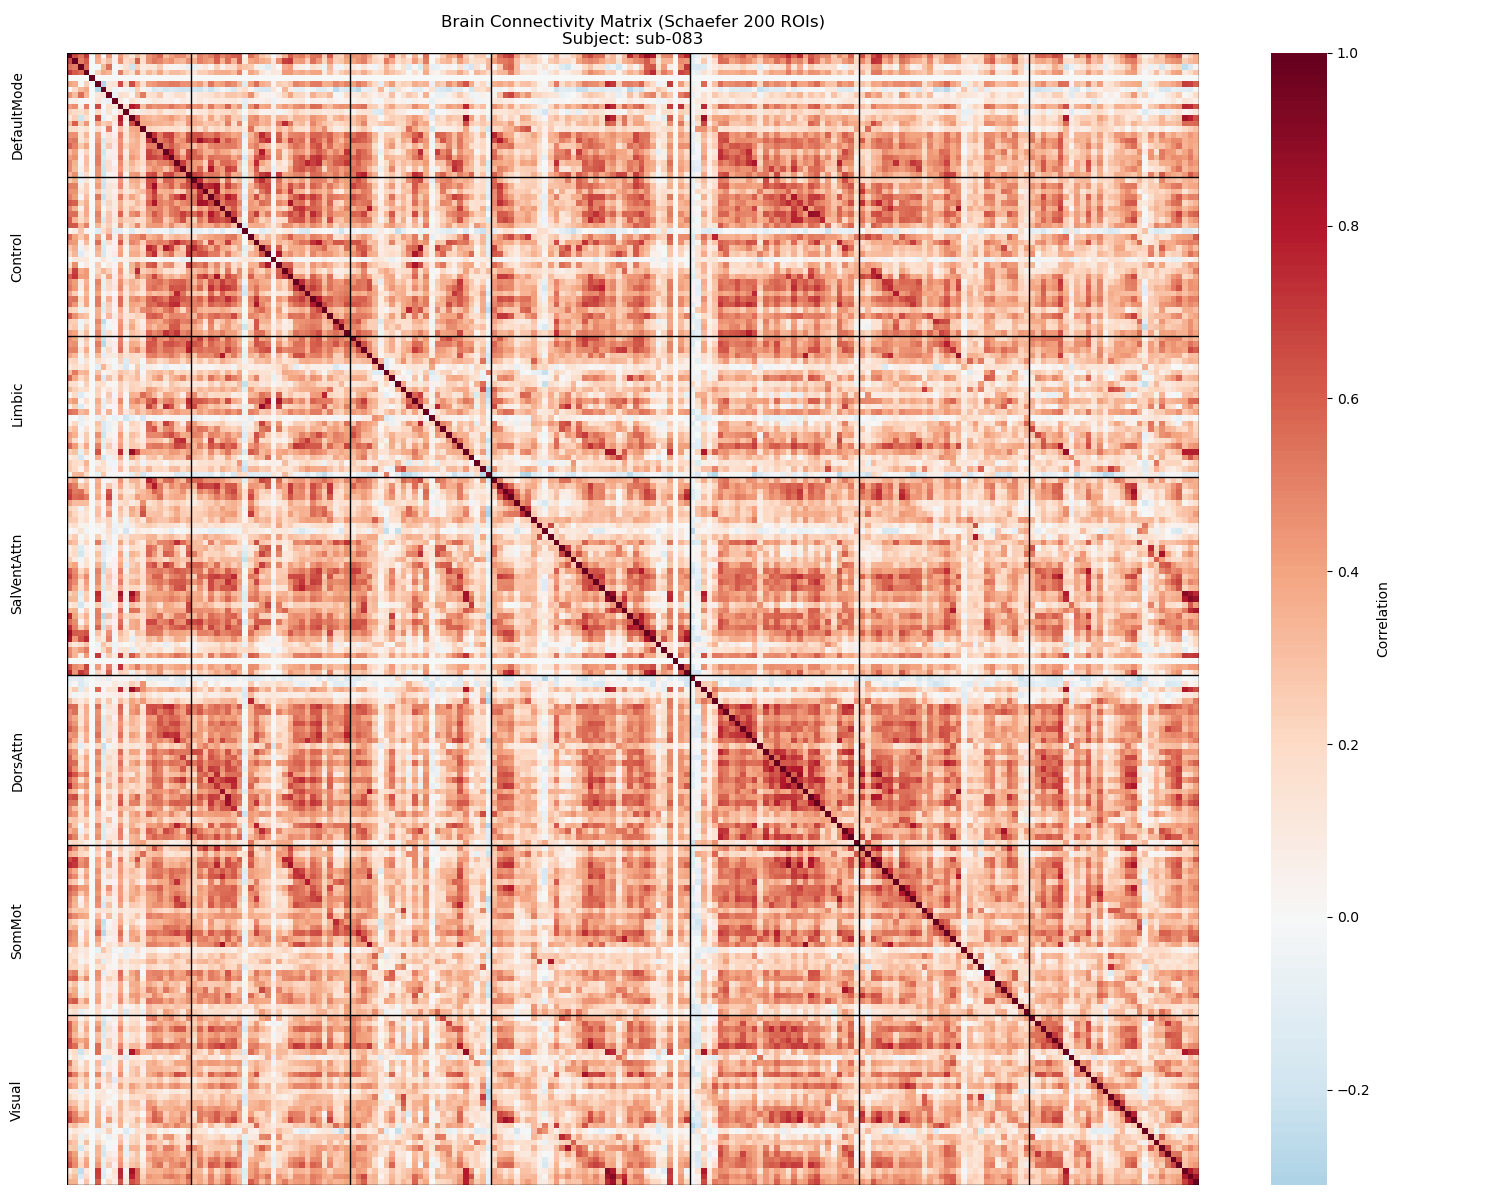 Brain Connectivity Matrix (Schaefer 200 ROIs)
Subject: sub-083
DefaultMode
Control
Limbic
SalVentAttn
DorsAttn
SomMot
Visual
1.0
0.8
0.6
0.4
0.2
0.0
−0.2
Correlation